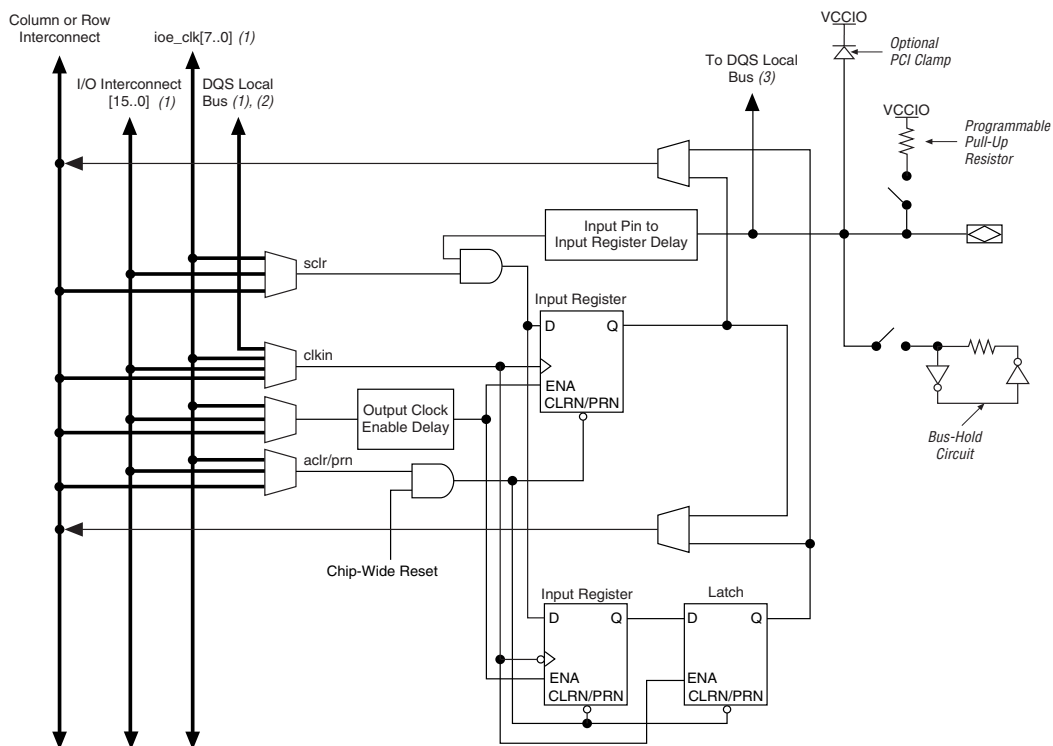 Column or Row
Interconnect
ioe_clk[7..0] (1)
I/O Interconnect
[15..0] (1)
DQS Local
Bus (1), (2)
To DQS Local
Bus (3)
VCCIO
Optional
PCI Clamp
VCCIO
Programmable
Pull-Up
Resistor
Input Pin to
Input Register Delay
sclr
Input Register
D Q
clkin
ENA
CLRN/PRN
Output Clock
Enable Delay
aclr/prn
Bus-Hold
Circuit
Chip-Wide Reset
Input Register
D Q
ENA
CLRN/PRN
Latch
D Q
ENA
CLRN/PRN